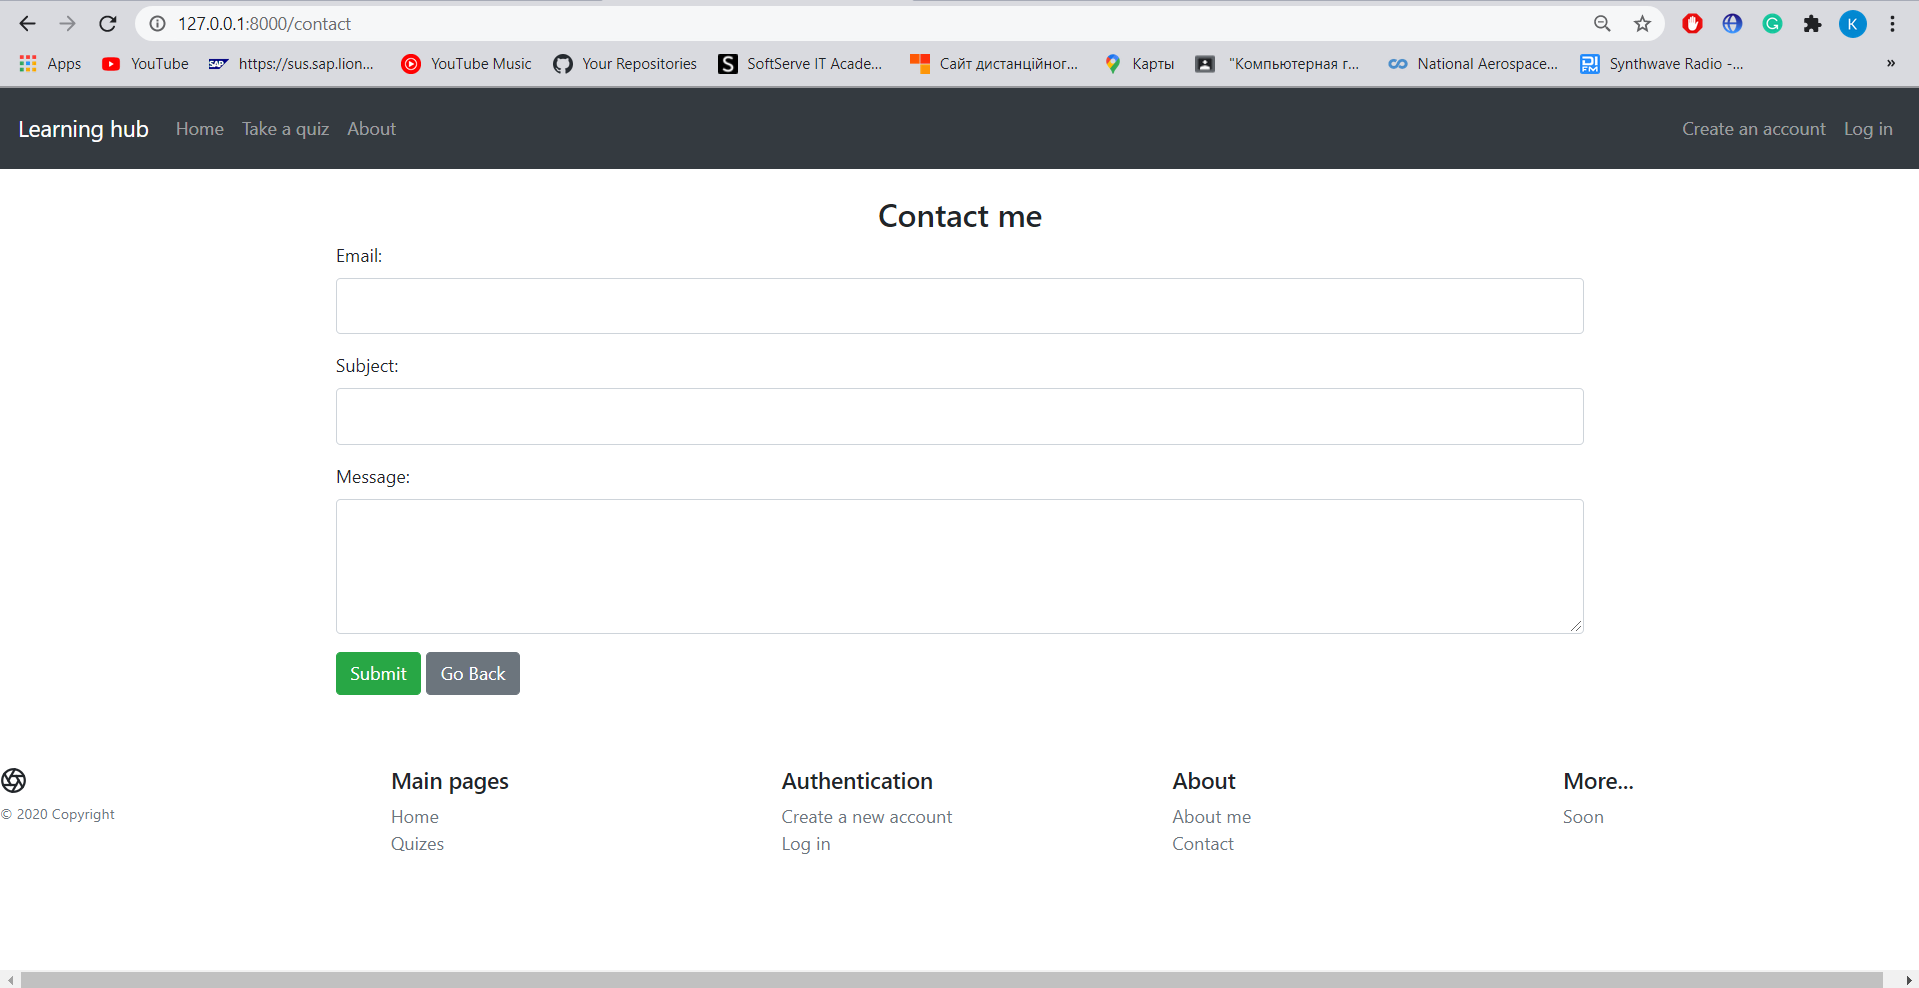 127.0.0.1:8000/contact
K
Apps YouTube https://sus.sap.lion... YouTube Music Your Repositories SoftServe IT Acade... Сайт дистанційног... Карты "Компьютерная г... National Aerospace... Synthwave Radio -... »
Learning hub Home Take a quiz About Create an account Log in
Contact me
Email:
Subject:
Message:
Submit Go Back
Main pages Authentication About More...
© 2020 Copyright Home Create a new account About me Soon
Quizes Log in Contact